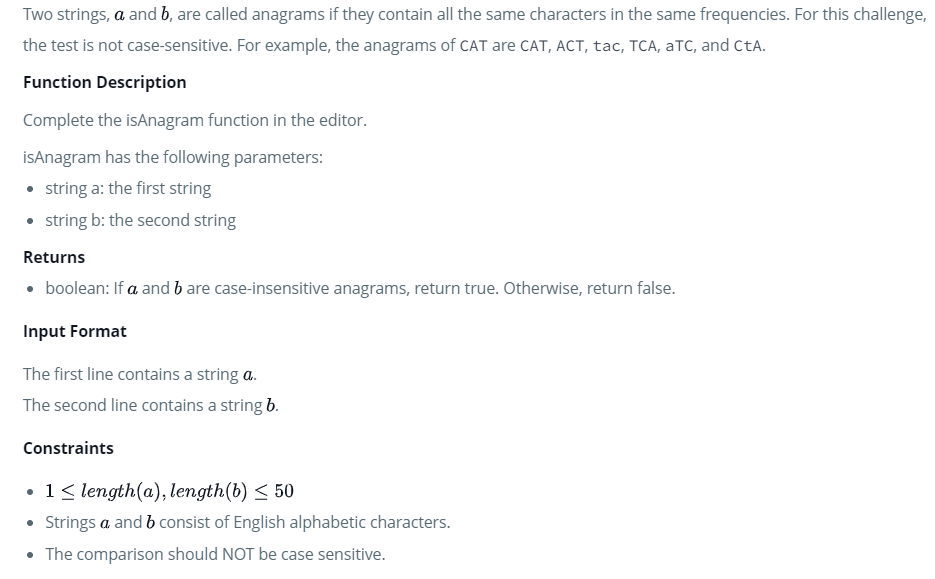 Two strings, a and b, are called anagrams if they contain all the same characters in the same frequencies. For this challenge,
the test is not case-sensitive. For example, the anagrams of CAT are CAT, ACT, tac, TCA, aTC, and CtA.
Function Description
Complete the isAnagram function in the editor.
isAnagram has the following parameters:
• string a: the first string
• string b: the second string
Returns
• boolean: If a and b are case-insensitive anagrams, return true. Otherwise, return false.
Input Format
The first line contains a string a.
The second line contains a string b.
Constraints
• 1 ≤ length(a), length(b) ≤ 50
• Strings a and b consist of English alphabetic characters.
• The comparison should NOT be case sensitive.